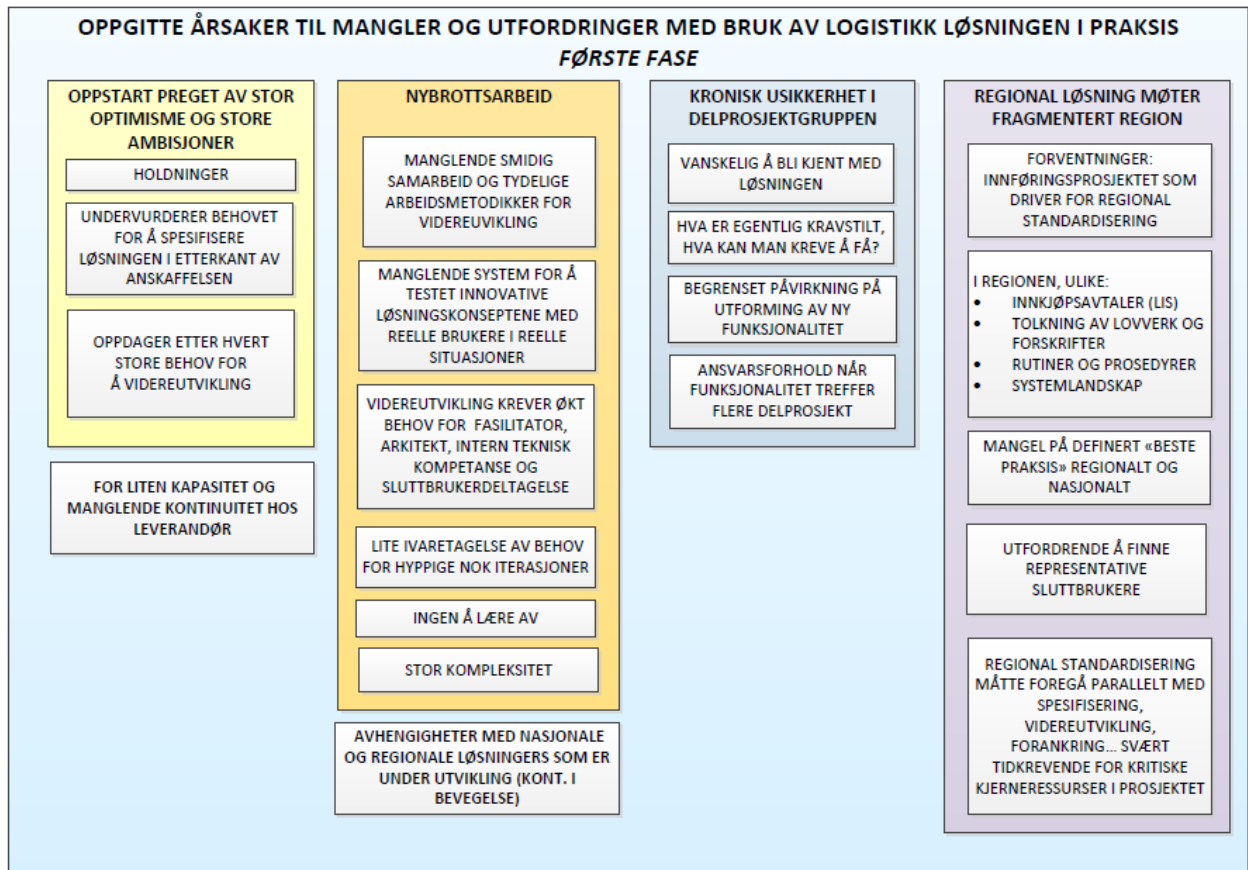 OPPGITTE ÅRSAKER TIL MANGLER OG UTFORDRINGER MED BRUK AV LOGISTIKK LØSNINGEN I PRAKSIS
FØRSTE FASE
OPPSTART PREGET AV STOR
OPTIMISME OG STORE
AMBISJONER
HOLDNINGER
UNDERVURDERER BEHOVET
FOR Å SPESIFISERE
LØSNINGEN I ETTERKANT AV
ANSKAFFELSEN
OPPDAGER ETTER HVERT
STORE BEHOV FOR
Å VIDEREUTVIKLING
FOR LITEN KAPASITET OG
MANGLENDE KONTINUITET HOS
LEVERANDØR
NYBROTTSARBEID
MANGLENDE SMIDIG
SAMARBEID OG TYDELIGE
ARBEIDSMETODIKKER FOR
VIDEREUVIKLING
MANGLENDE SYSTEM FOR Å
TESTET INNOVATIVE
LØSNINGSKONSEPTENE MED
REELLE BRUKERE I REELLE
SITUASJONER
VIDEREUTVIKLING KREVER ØKT
BEHOV FOR FASILITATOR,
ARKITEKT, INTERN TEKNISK
KOMPETANSE OG
SLUTTBRUKERDELTAGELSE
LITE IVARETAGELSE AV BEHOV
FOR HYPPIGE NOK ITERASJONER
INGEN Å LÆRE AV
STOR KOMPLEKSITET
AVHENGIGHETER MED NASJONALE
OG REGIONALE LØSNINGERS SOM ER
UNDER UTVIKLING (KONT. I
BEVEGELSE)
KRONISK USIKKERHET I
DELPROSJEKTGRUPPEN
VANSKELIG Å BLI KJENT MED
LØSNINGEN
HVA ER EGENTLIG KRAVSTILT,
HVA KAN MAN KREVE Å FÅ?
BEGRENSET PÅVIRKNING PÅ
UTFORMING AV NY
FUNKSJONALITET
ANSVARSFORHOLD NÅR
FUNKSJONALITET TREFFER
FLERE DELPROSJEKT
REGIONAL LØSNING MØTER
FRAGMENTERT REGION
FORVENTNINGER:
INNFØRINGSPROSJEKTET SOM
DRIVER FOR REGIONAL
STANDARDISERING
I REGIONEN, ULIKE:
• INNKJØPSAVTALER (LIS)
• TOLKNING AV LOVVERK OG
FORSKRIFTER
• RUTINER OG PROSEDYRER
• SYSTEMLANDSKAP
MANGEL PÅ DEFINERT «BESTE
PRAKSIS» REGIONALT OG
NASJONALT
UTFORDRENDE Å FINNE
REPRESENTATIVE
SLUTTBRUKERE
REGIONAL STANDARDISERING
MÅTTE FOREGÅ PARALLELT MED
SPESIFISERING,
VIDEREUTVIKLING,
FORANKRING... SVÆRT
TIDKREVENDE FOR KRITISKE
KJERNERESSURSER I PROSJEKTET